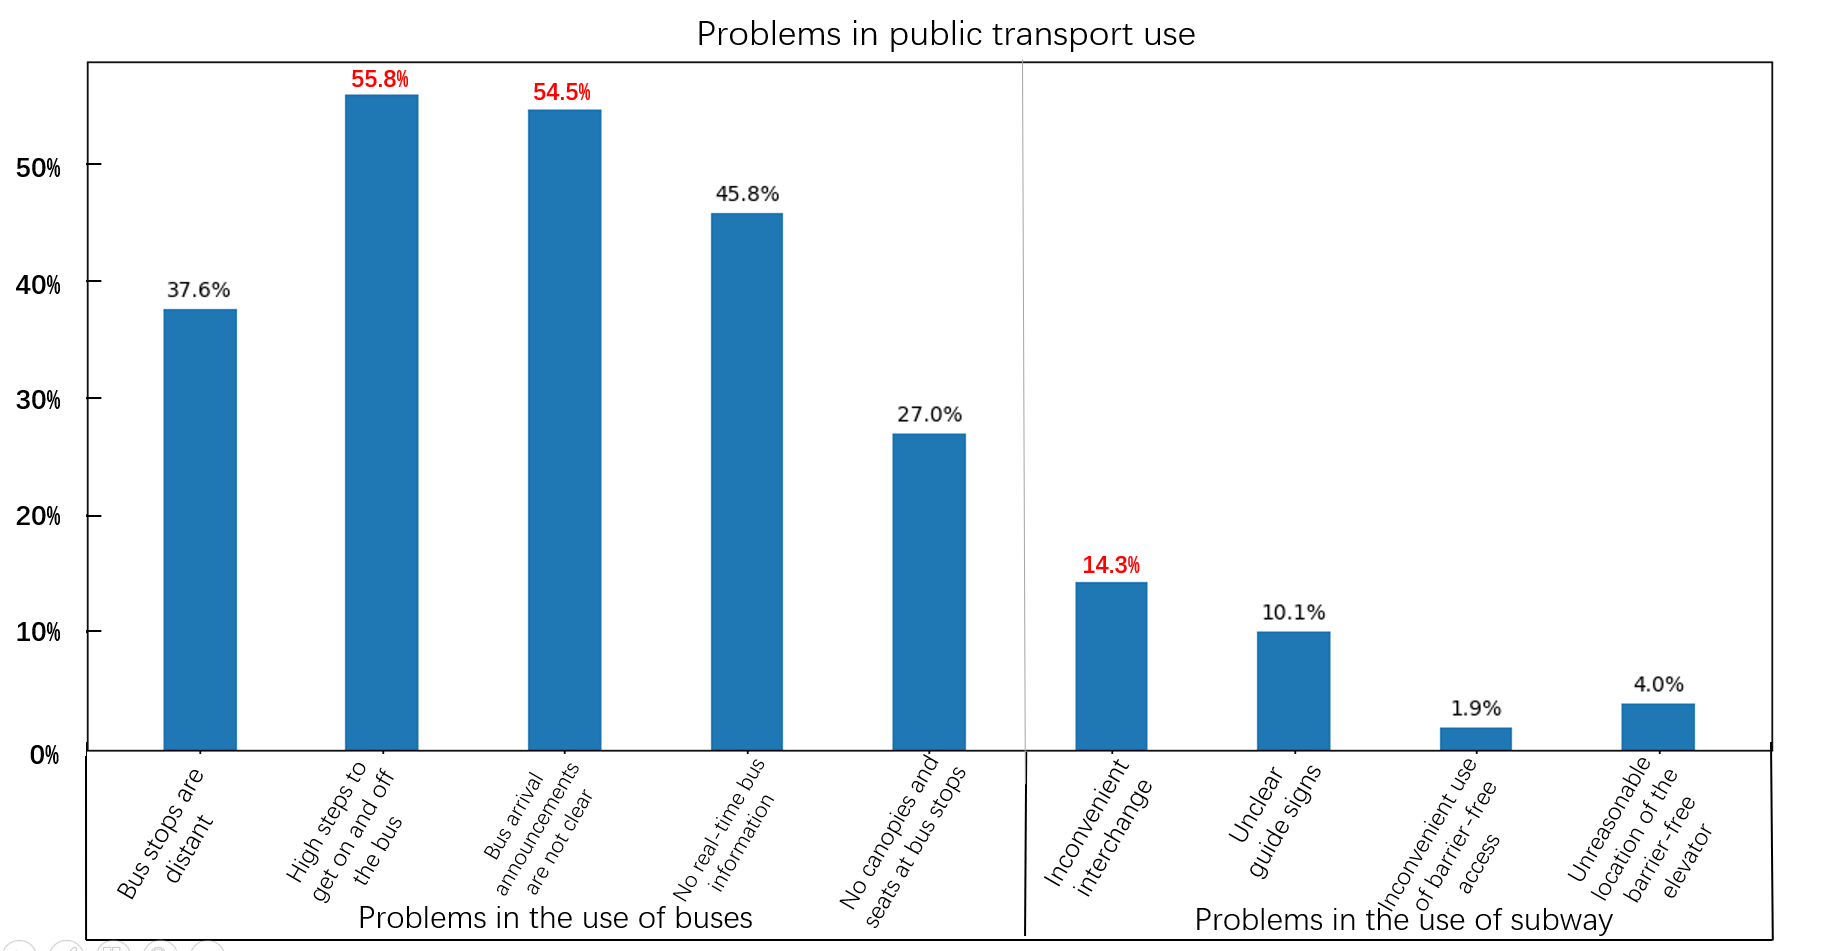 Problems in public transport use
50%
40%
30%
20%
10%
0%
37.6%
55.8%
54.5%
45.8%
27.0%
14.3%
10.1%
1.9%
4.0%
Bus stops are
distant
High steps to
get on and off
the bus
Bus arrival
announcements
are not clear
No real-time bus
information
No canopies and
seats at bus stops
Inconvenient
interchange
Unclear
guide signs
Inconvenient use
of barrier-free
access
Unreasonable
location of the
barrier-free
elevator
Problems in the use of buses
Problems in the use of subway